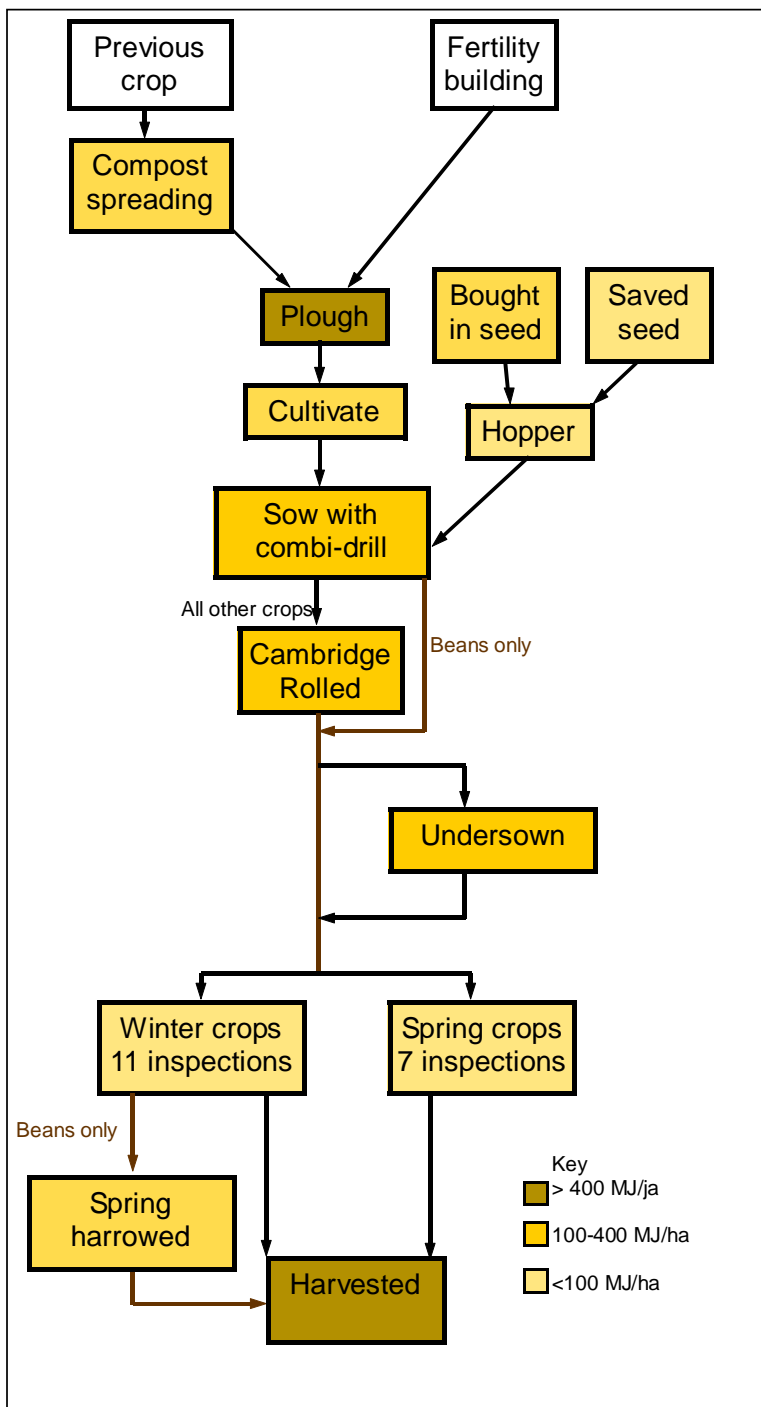 Previous
crop
Fertility
building
Compost
spreading
Plough
Bought
in seed
Saved
seed
Cultivate
Hopper
Sow with
combi-drill
All other crops
Beans only
Cambridge
Rolled
Undersown
Winter crops
11 inspections
Spring crops
7 inspections
Beans only
Spring
harrowed
Harvested
Key
> 400 MJ/ja
100-400 MJ/ha
<100 MJ/ha